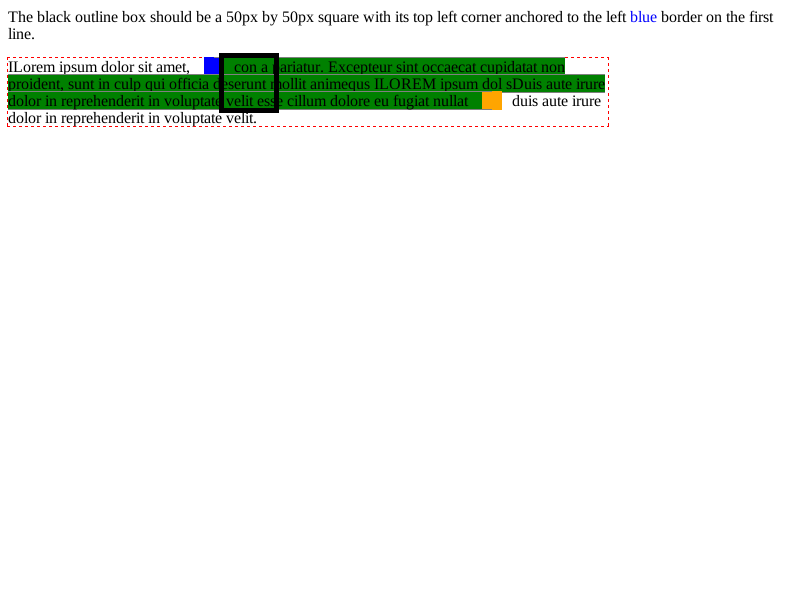 The black outline box should be a 50px by 50px square with its top left corner anchored to the left blue border on the first
line.
ILorem ipsum dolor sit amet, con a pariatur. Excepteur sint occaecat cupidatat non
proident, sunt in culp qui officia deserunt mollit animequs ILOREM ipsum dol sDuis aute irure
dolor in reprehenderit in voluptate velit esse cillum dolore eu fugiat nullat duis aute irure
dolor in reprehenderit in voluptate velit.